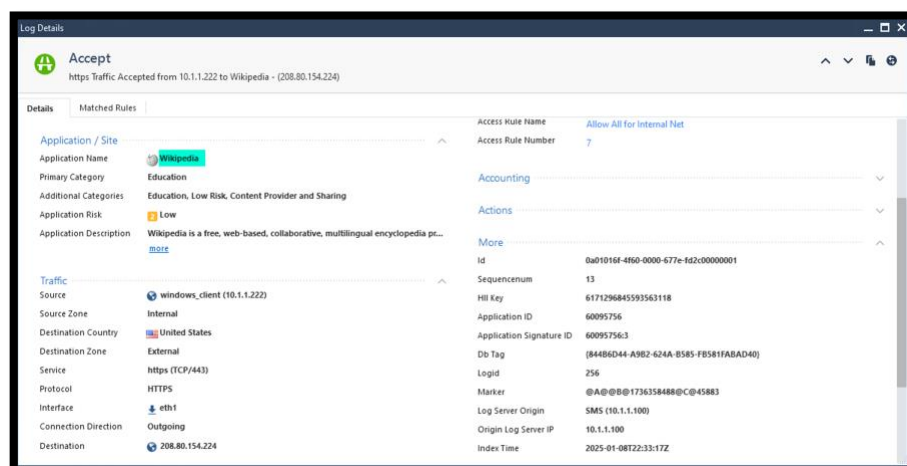 Log Details
Accept
https Traffic Accepted from 10.1.1.222 to Wikipedia - (208.80.154.224)
Details Matched Rules
Application / Site
Application Name Wikipedia
Primary Category Education
Additional Categories Education, Low Risk, Content Provider and Sharing
Application Risk 2 Low
Application Description Wikipedia is a free, web-based, collaborative, multilingual encyclopedia pr...
more
Traffic
Source windows_client (10.1.1.222)
Source Zone Internal
Destination Country United States
Destination Zone External
Service https (TCP/443)
Protocol HTTPS
Interface eth1
Connection Direction Outgoing
Destination 208.80.154.224
Access Rule Name Allow All for Internal Net
Access Rule Number 7
Accounting
Actions
More
Id 0a01016f-4f60-0000-677e-fd2c00000001
Sequencenum 13
Hll Key 6171296845593563118
Application ID 60095756
Application Signature ID 60095756:3
Db Tag {844B6D44-A9B2-624A-B585-FB581FABAD40}
Logid 256
Marker @A@@B@1736358488@C@45883
Log Server Origin SMS (10.1.1.100)
Origin Log Server IP 10.1.1.100
Index Time 2025-01-08T22:33:17Z